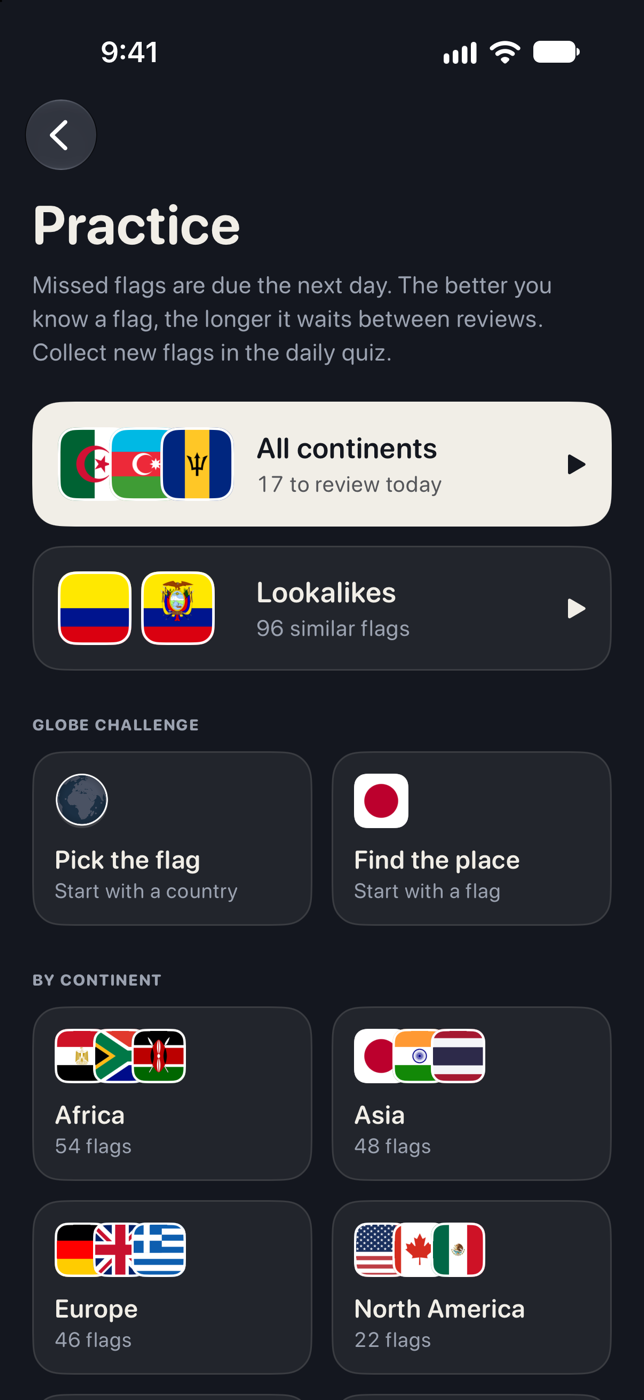 9:41
Practice
Missed flags are due the next day. The better you
know a flag, the longer it waits between reviews.
Collect new flags in the daily quiz.
All continents
17 to review today
Lookalikes
96 similar flags
GLOBE CHALLENGE
Pick the flag
Start with a country
Find the place
Start with a flag
BY CONTINENT
Africa
54 flags
Asia
48 flags
Europe
46 flags
North America
22 flags